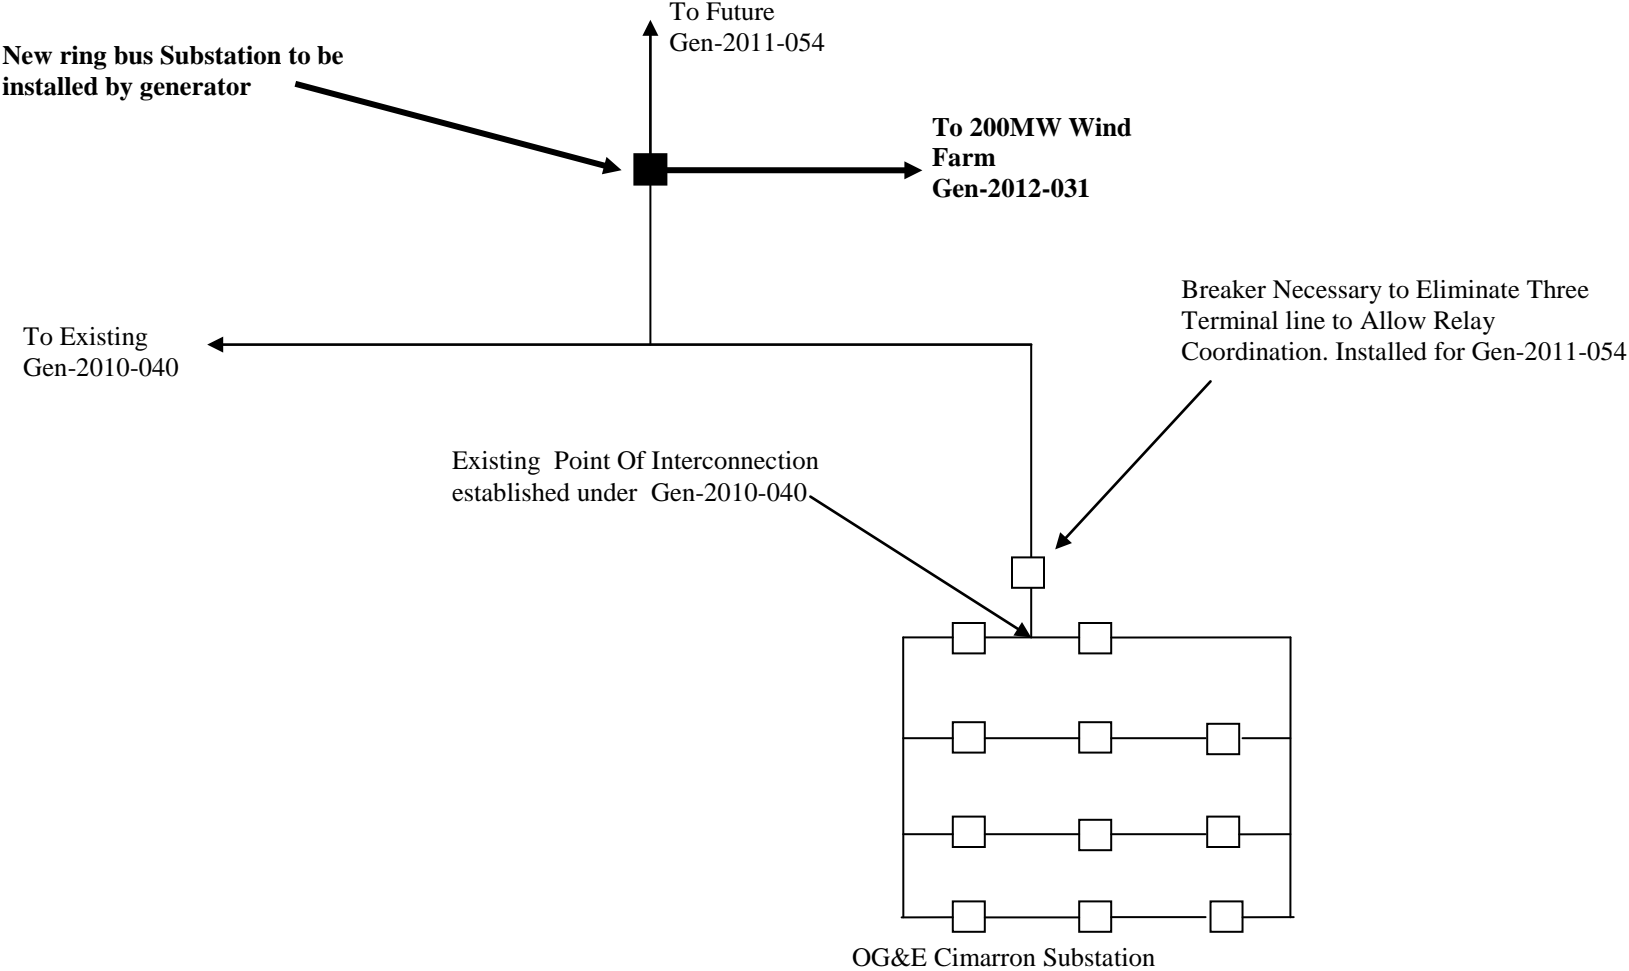 To Future
Gen-2011-054
New ring bus Substation to be
installed by generator
To 200MW Wind
Farm
Gen-2012-031
Breaker Necessary to Eliminate Three
Terminal line to Allow Relay
Coordination. Installed for Gen-2011-054
To Existing
Gen-2010-040
Existing  Point Of Interconnection
established under  Gen-2010-040
OG&E Cimarron Substation